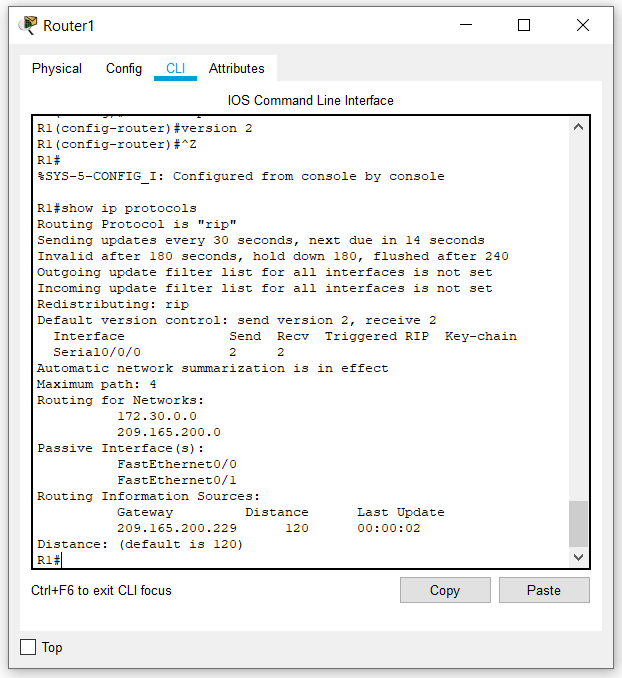 Router1
Physical Config CLI Attributes
IOS Command Line Interface
R1(config-router)#version 2
R1(config-router)#^Z
R1#
%SYS-5-CONFIG_I: Configured from console by console
R1#show ip protocols
Routing Protocol is "rip"
Sending updates every 30 seconds, next due in 14 seconds
Invalid after 180 seconds, hold down 180, flushed after 240
Outgoing update filter list for all interfaces is not set
Incoming update filter list for all interfaces is not set
Redistributing: rip
Default version control: send version 2, receive 2
Interface Send Recv Triggered RIP Key-chain
Serial0/0/0 2 2
Automatic network summarization is in effect
Maximum path: 4
Routing for Networks:
172.30.0.0
209.165.200.0
Passive Interface(s):
FastEthernet0/0
FastEthernet0/1
Routing Information Sources:
Gateway Distance Last Update
209.165.200.229 120 00:00:02
Distance: (default is 120)
R1#
Ctrl+F6 to exit CLI focus
Copy Paste
Top